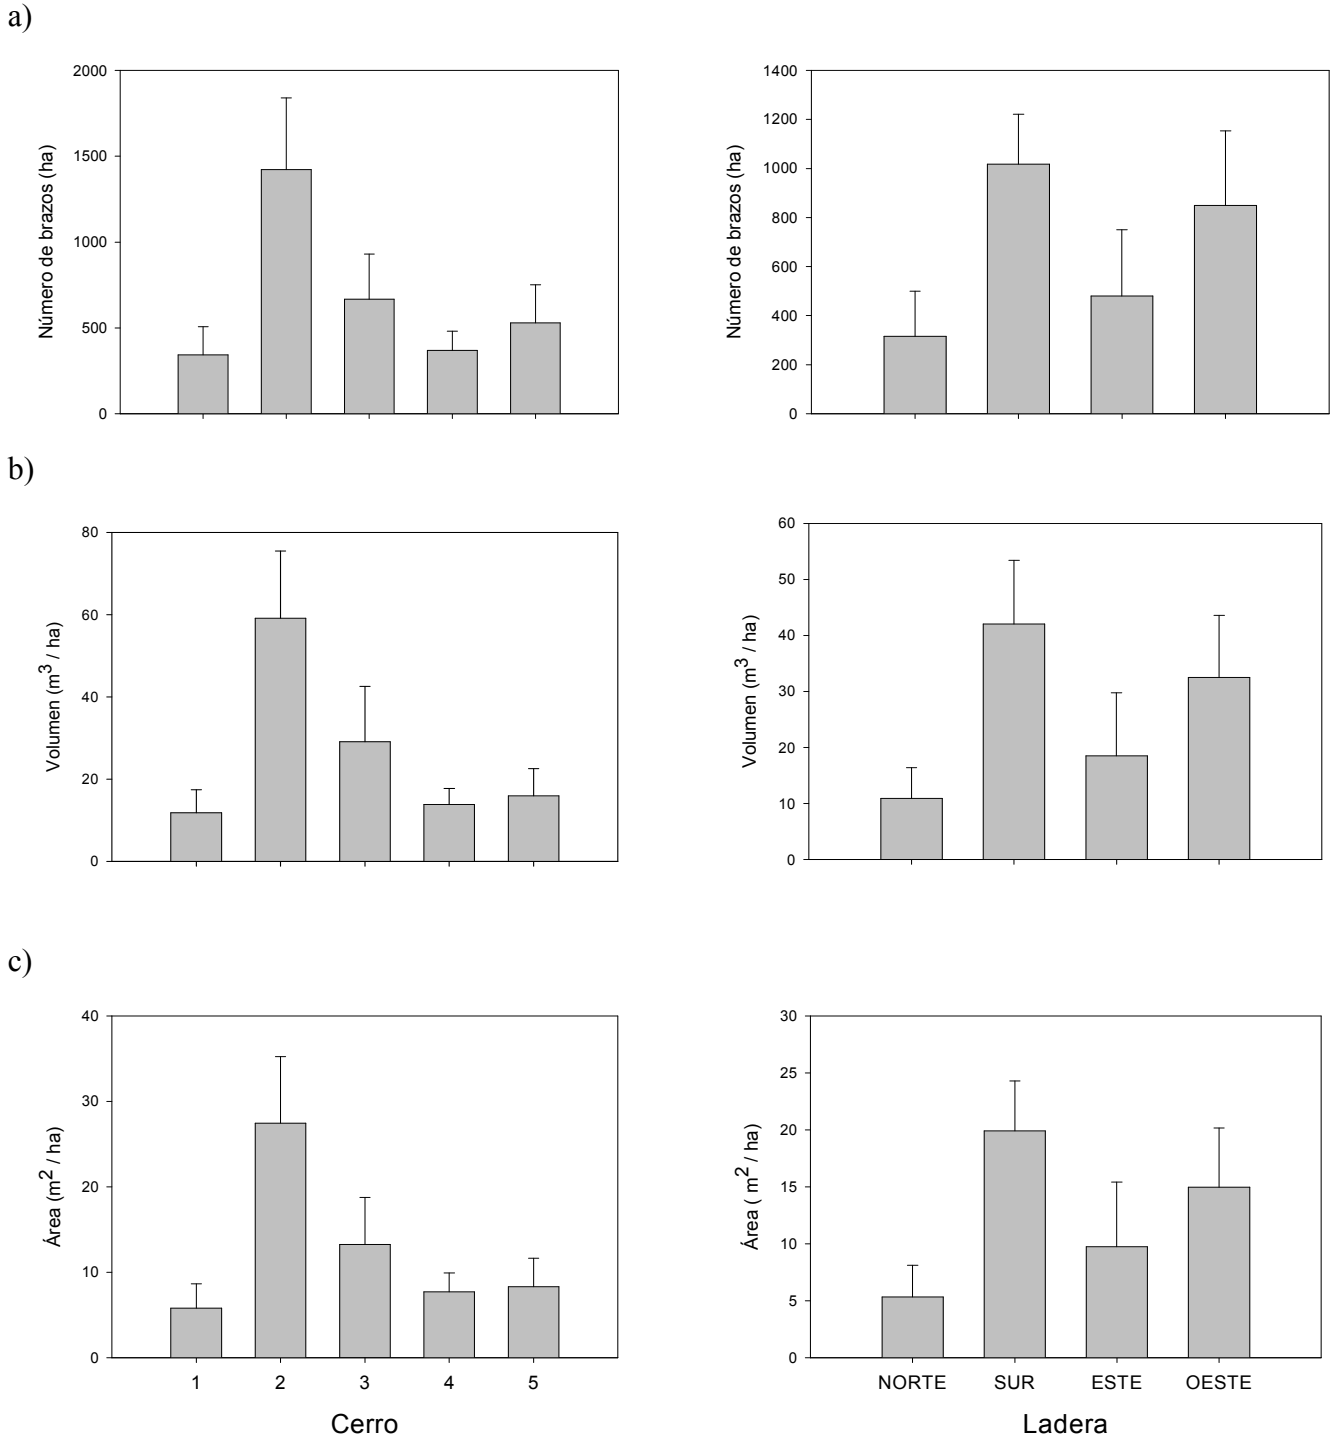 a)
Número de brazos (ha)
2000
1500
1000
500
0
Número de brazos (ha)
1400
1200
1000
800
600
400
200
0
b)
Volumen (m³ / ha)
80
60
40
20
0
Volumen (m³ / ha)
60
50
40
30
20
10
0
c)
Área (m² / ha)
40
30
20
10
0
1 2 3 4 5
Cerro
Área ( m² / ha)
30
25
20
15
10
5
0
NORTE SUR ESTE OESTE
Ladera